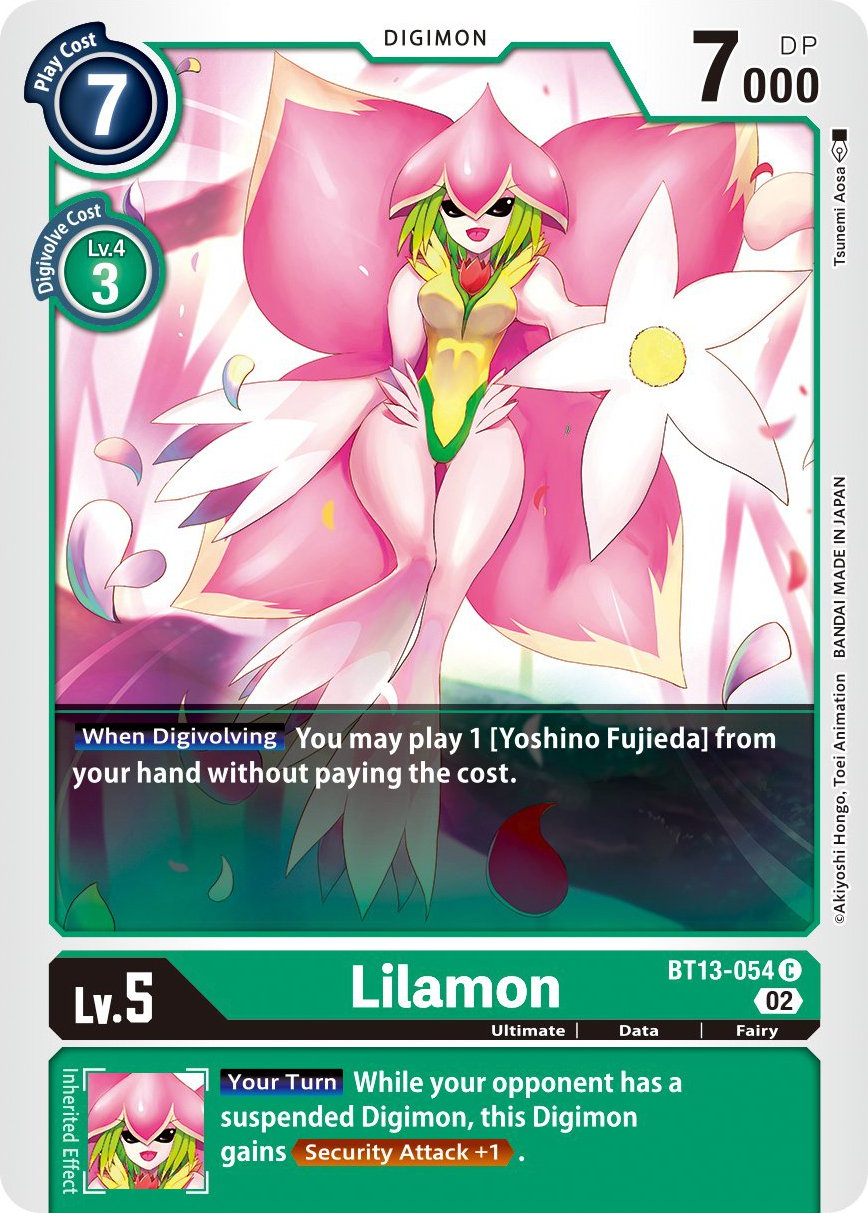 DIGIMON
Play Cost
7
DP
7000
Digivolve Cost
Lv.4
3
Tsunemi Aosa
When Digivolving You may play 1 [Yoshino Fujieda] from
your hand without paying the cost.
©Akiyoshi Hongo, Toei Animation BANDAI MADE IN JAPAN
Lv.5
Lilamon
BT13-054 C
02
Ultimate | Data | Fairy
Inherited Effect
Your Turn While your opponent has a
suspended Digimon, this Digimon
gains Security Attack +1 .